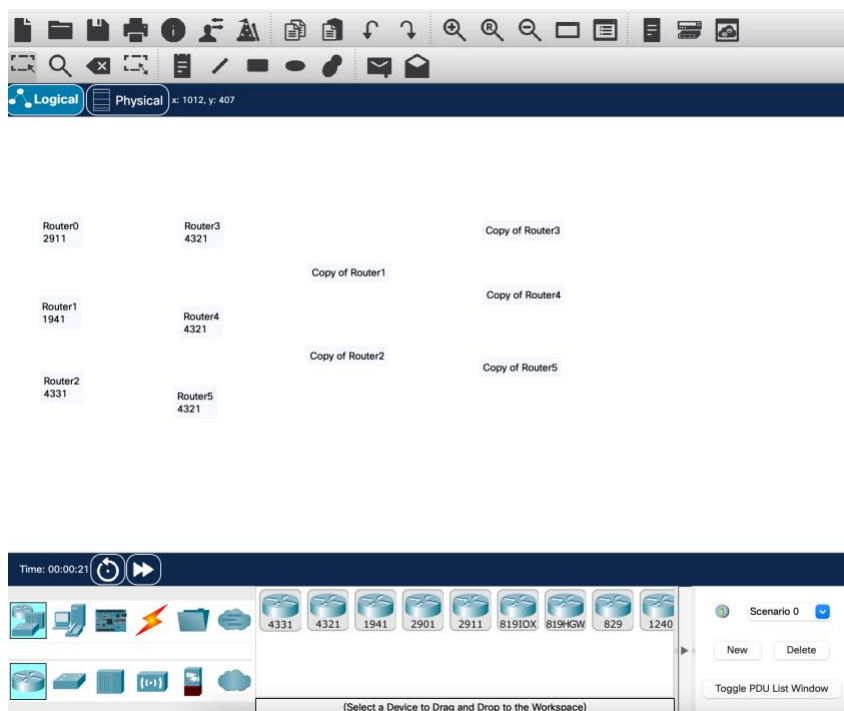 Logical
Physical
x: 1012, y: 407
Router0
2911
Router3
4321
Copy of Router3
Copy of Router1
Copy of Router4
Router1
1941
Router4
4321
Copy of Router2
Copy of Router5
Router2
4331
Router5
4321
Time: 00:00:21
4331
4321
1941
2901
2911
819IOX
819HGW
829
1240
Scenario 0
New
Delete
Toggle PDU List Window
(Select a Device to Drag and Drop to the Workspace)